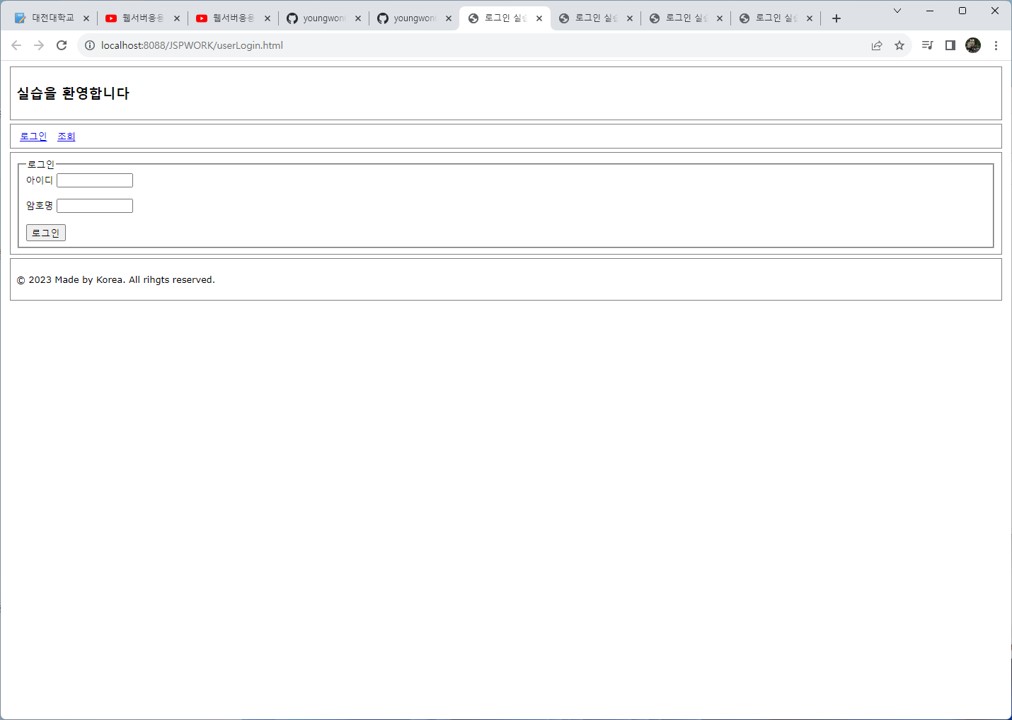 대전대학교
웹서버응용
웹서버응용
youngwon
youngwon
로그인 실습
로그인 실습
로그인 실습
로그인 실습
localhost:8088/JSPWORK/userLogin.html
실습을 환영합니다
로그인 조회
로그인
아이디
암호명
로그인
© 2023 Made by Korea. All rihgts reserved.